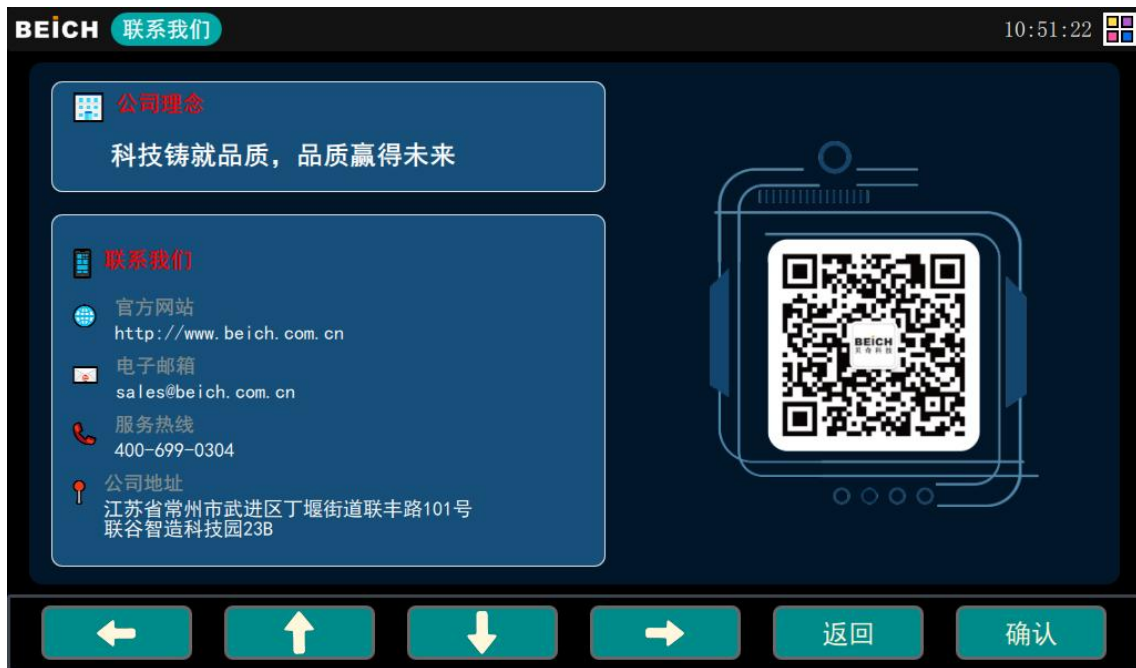 BEiCH 联系我们 10:51:22
公司理念
科技铸就品质，品质赢得未来
联系我们
官方网站
http://www.beich.com.cn
电子邮箱
sales@beich.com.cn
服务热线
400-699-0304
公司地址
江苏省常州市武进区丁堰街道联丰路101号
联谷智造科技园23B
BEiCH
贝奇科技
返回 确认